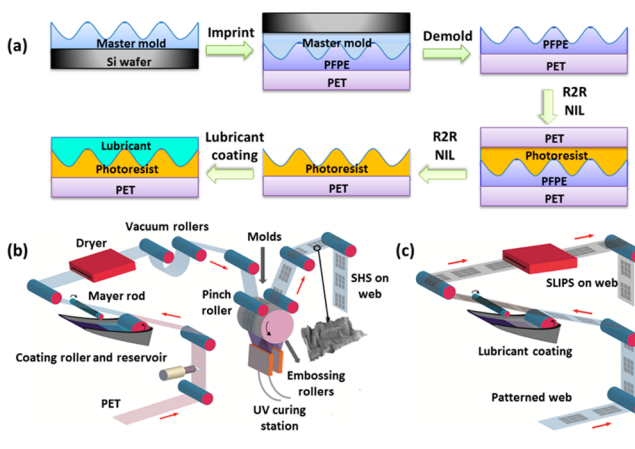 (a)
Master mold
Si wafer
Imprint
Master mold
PFPE
PET
Demold
PFPE
PET
R2R
NIL
Lubricant
Photoresist
PET
Lubricant
coating
Photoresist
PET
R2R
NIL
PET
Photoresist
PFPE
PET
(b)
Vacuum rollers
Dryer
Mayer rod
Coating roller and reservoir
PET
Molds
Pinch
roller
SHS on
web
Embossing
rollers
UV curing
station
(c)
SLIPS on web
Lubricant coating
Patterned web